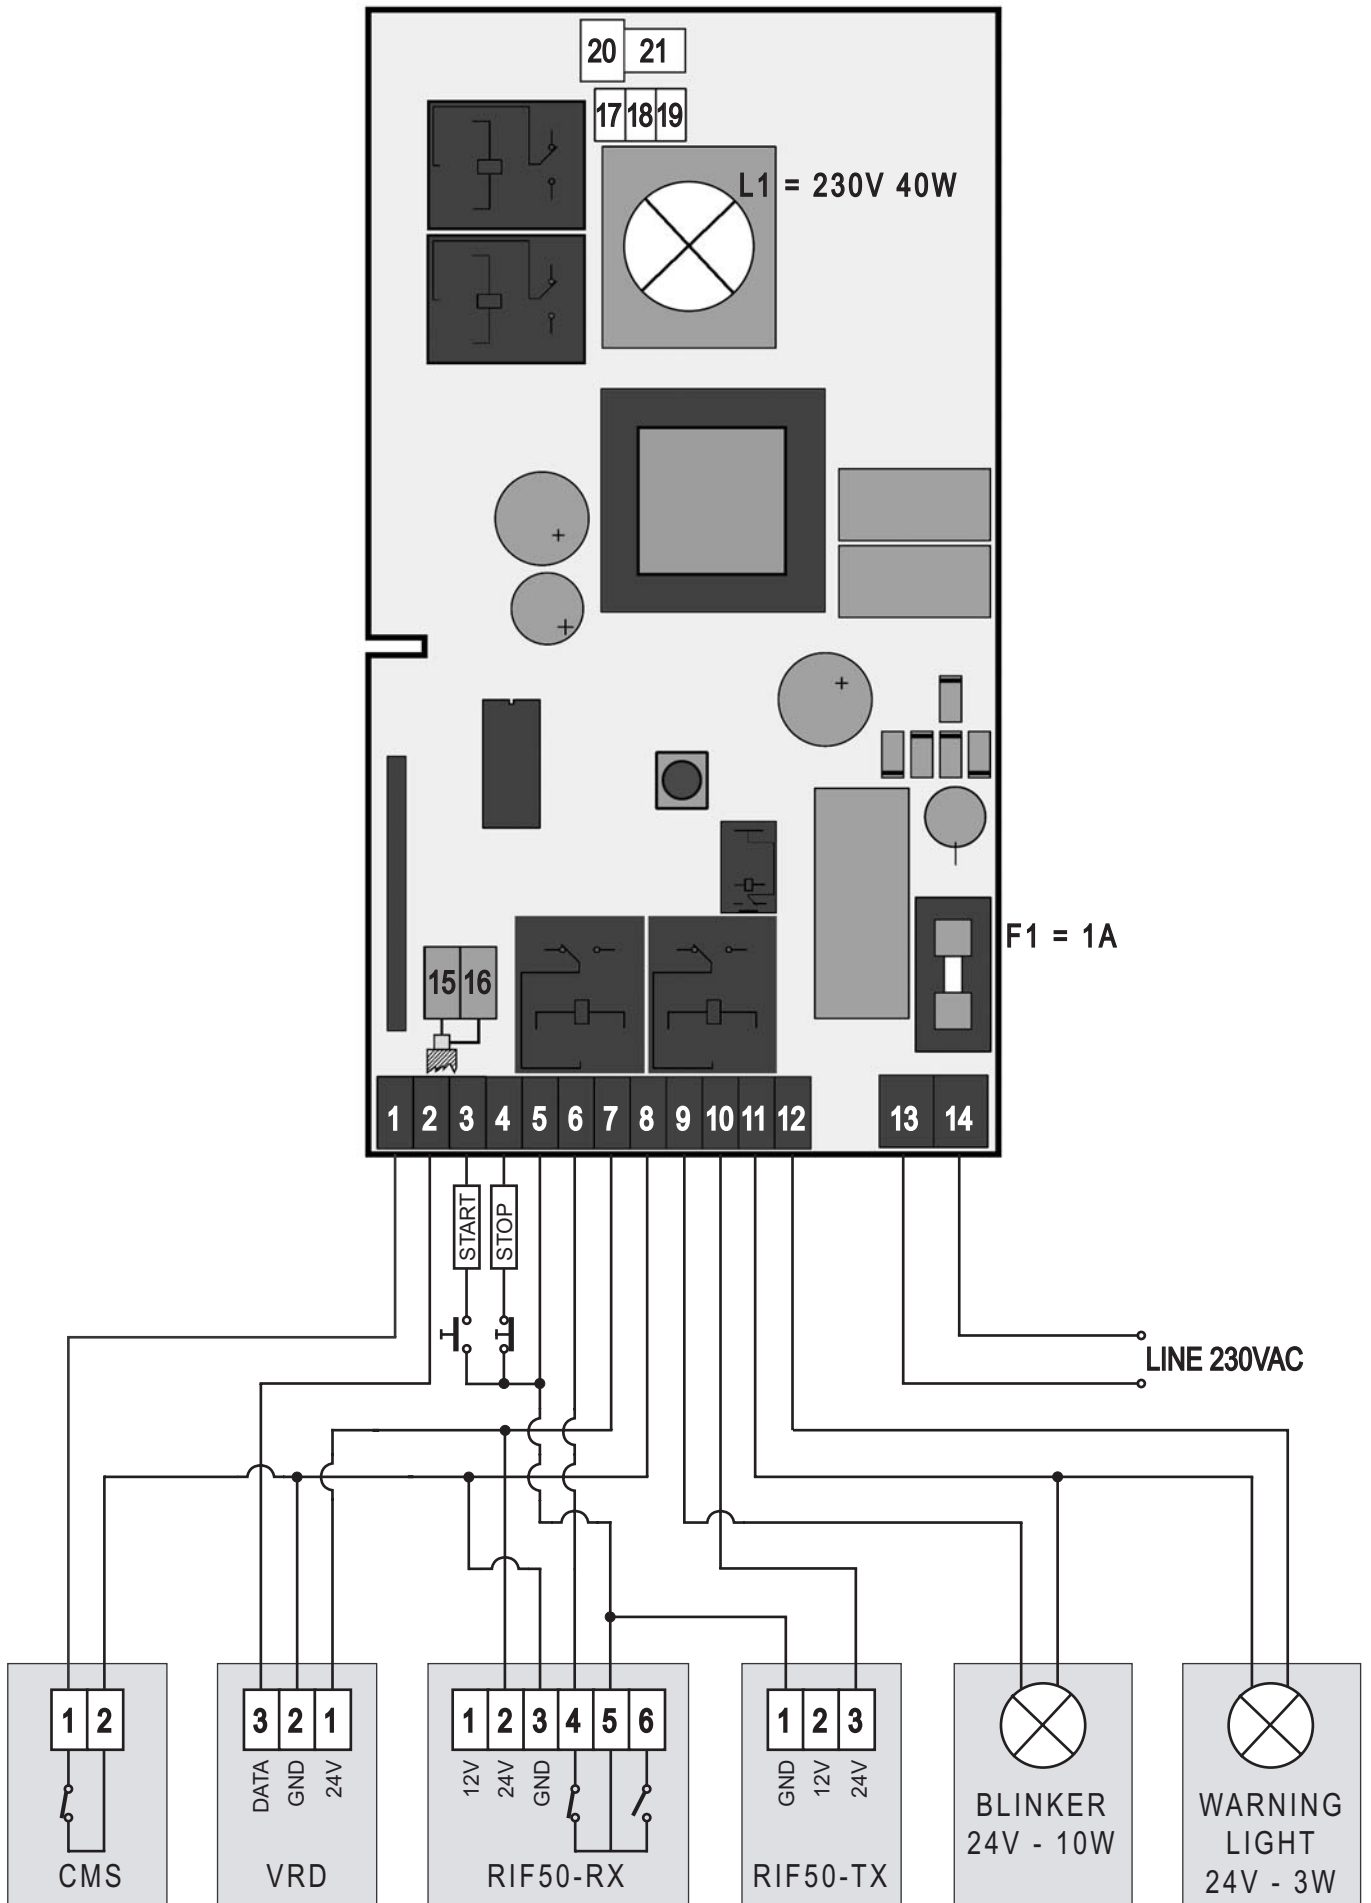 20 21
17 18 19
L1 = 230V 40W
+
+
+
F1 = 1A
15 16
1 2 3 4 5 6 7 8 9 10 11 12 13 14
START STOP
LINE 230VAC
1 2
3 2 1
1 2 3 4 5 6
1 2 3
DATA GND 24V
12V 24V GND
GND 12V 24V
CMS
VRD
RIF50-RX
RIF50-TX
BLINKER
24V - 10W
WARNING
LIGHT
24V - 3W